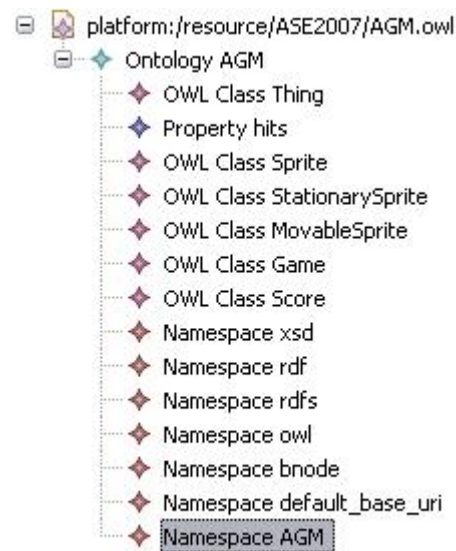 platform:/resource/ASE2007/AGM.owl
Ontology AGM
OWL Class Thing
Property hits
OWL Class Sprite
OWL Class StationarySprite
OWL Class MovableSprite
OWL Class Game
OWL Class Score
Namespace xsd
Namespace rdf
Namespace rdfs
Namespace owl
Namespace bnode
Namespace default_base_uri
Namespace AGM